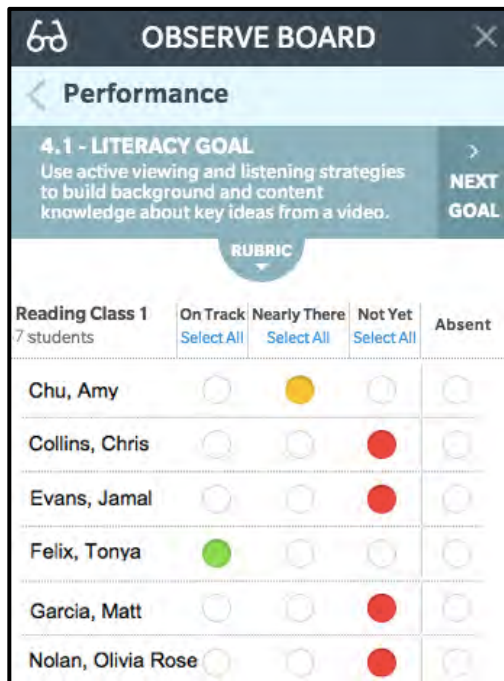 OBSERVE BOARD
Performance
4.1 - LITERACY GOAL
Use active viewing and listening strategies
to build background and content
knowledge about key ideas from a video.
NEXT
GOAL
RUBRIC
Reading Class 1
7 students
On Track Nearly There Not Yet Absent
Select All Select All Select All
Chu, Amy
Collins, Chris
Evans, Jamal
Felix, Tonya
Garcia, Matt
Nolan, Olivia Rose